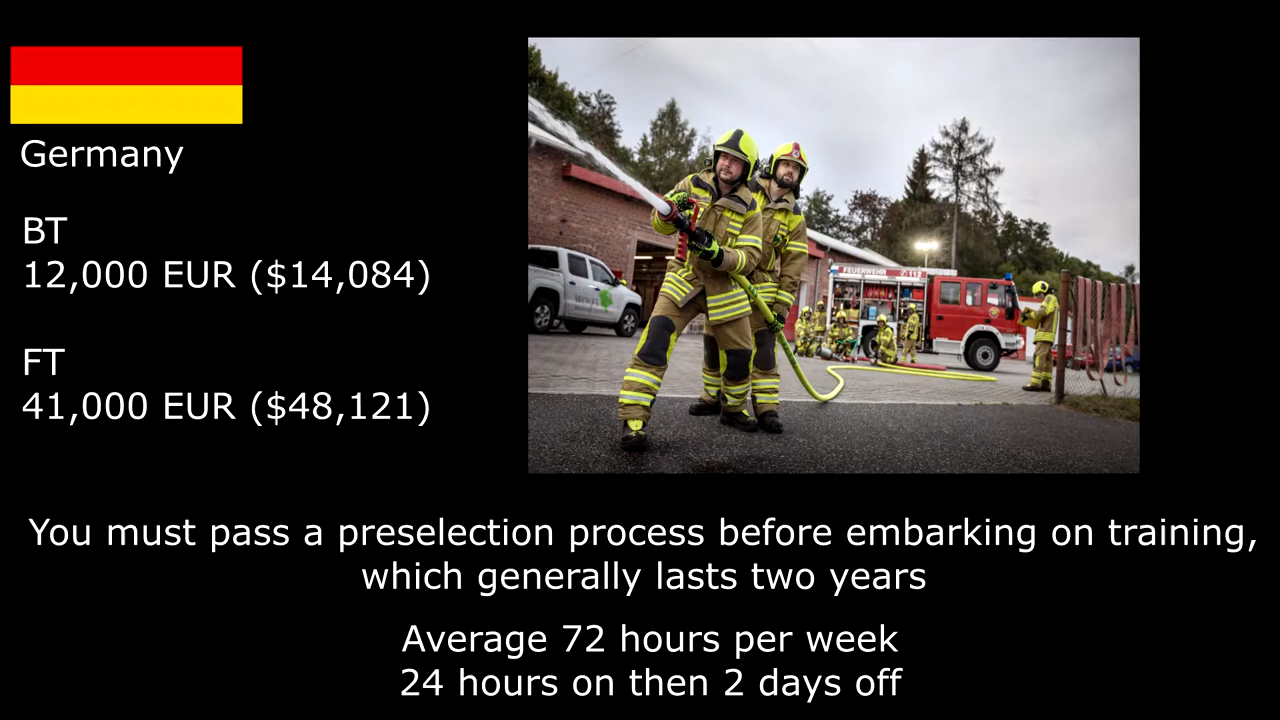 Germany
BT
12,000 EUR ($14,084)
FT
41,000 EUR ($48,121)
FEUERWEHR
112
You must pass a preselection process before embarking on training,
which generally lasts two years
Average 72 hours per week
24 hours on then 2 days off